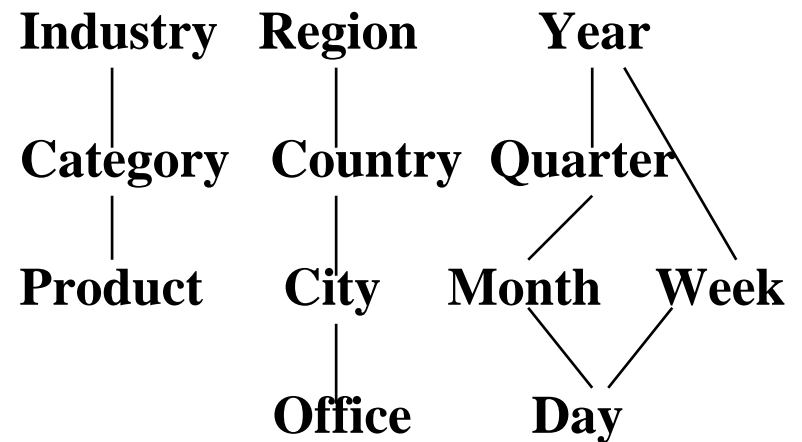 Industry Region Year
Category Country Quarter
Product City Month Week
Office Day